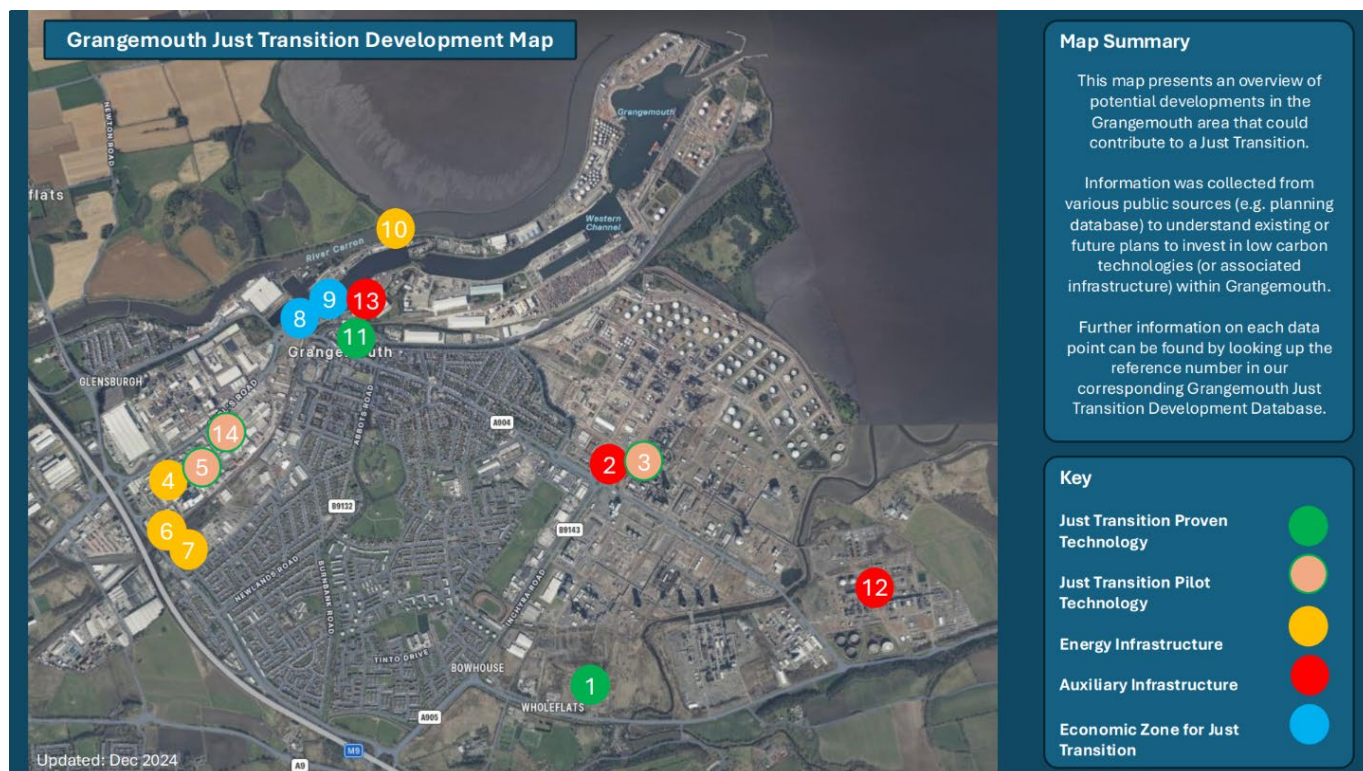 Grangemouth Just Transition Development Map
Grangemouth
NEWTON ROAD
flats
Western
Channel
River Carron
10
9
13
8
11
Grangemouth
GLENSBURGH
ABBOTS ROAD
A904
14
5
4
2
3
6
7
B9132
B9143
NEWLANDS ROAD
BURNBANK ROAD
INCHYRA ROAD
12
TINTO DRIVE
BOWHOUSE
1
WHOLEFLATS
A905
M9
A9
Updated: Dec 2024
Map Summary
This map presents an overview of
potential developments in the
Grangemouth area that could
contribute to a Just Transition.
Information was collected from
various public sources (e.g. planning
database) to understand existing or
future plans to invest in low carbon
technologies (or associated
infrastructure) within Grangemouth.
Further information on each data
point can be found by looking up the
reference number in our
corresponding Grangemouth Just
Transition Development Database.
Key
Just Transition Proven
Technology
Just Transition Pilot
Technology
Energy Infrastructure
Auxiliary Infrastructure
Economic Zone for Just
Transition